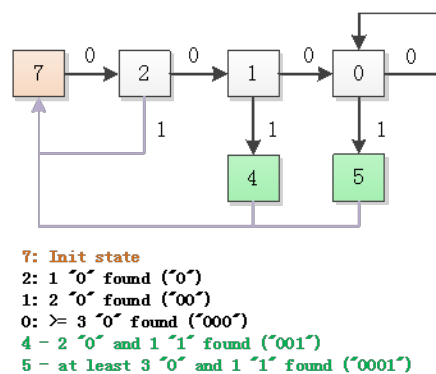 0 0 0 0
7 2 1 0
1 1 1
4 5
7: Init state
2: 1 "0" found ("0")
1: 2 "0" found ("00")
0: >= 3 "0" found ("000")
4 - 2 "0" and 1 "1" found ("001")
5 - at least 3 "0" and 1 "1" found ("0001")